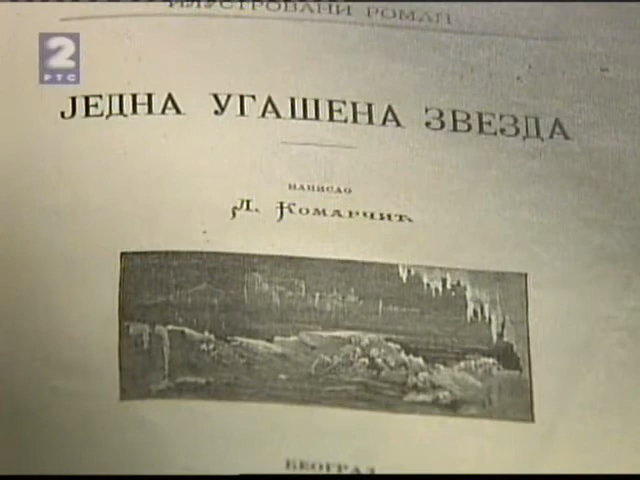 ИЛУСТРОВАНИ РОМАН
2
РТС
ЈЕДНА УГАШЕНА ЗВЕЗДА
НАПИСАО
Л. Комарчић
БЕОГРАД